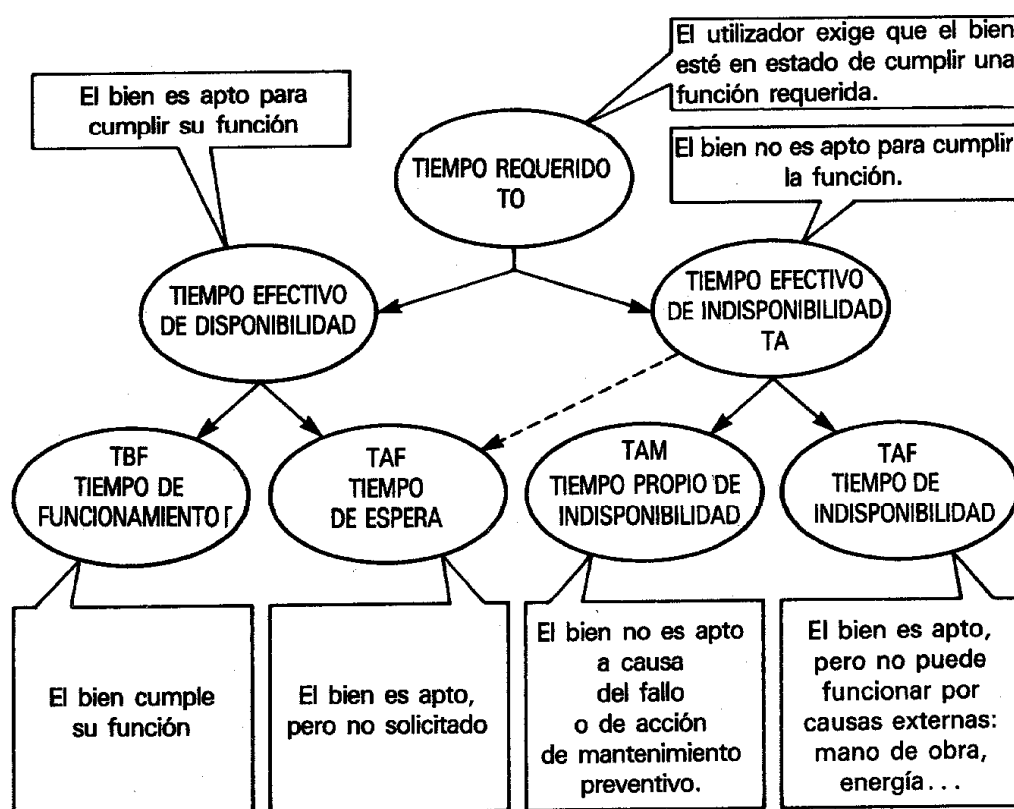 El utilizador exige que el bien
esté en estado de cumplir una
función requerida.
El bien es apto para
cumplir su función
El bien no es apto para cumplir
la función.
TIEMPO REQUERIDO
TO
TIEMPO EFECTIVO
DE DISPONIBILIDAD
TIEMPO EFECTIVO
DE INDISPONIBILIDAD
TA
TBF
TIEMPO DE
FUNCIONAMIENTO
TAF
TIEMPO
DE ESPERA
TAM
TIEMPO PROPIO DE
INDISPONIBILIDAD
TAF
TIEMPO DE
INDISPONIBILIDAD
El bien cumple
su función
El bien es apto,
pero no solicitado
El bien no es apto
a causa
del fallo
o de acción
de mantenimiento
preventivo.
El bien es apto,
pero no puede
funcionar por
causas externas:
mano de obra,
energía...